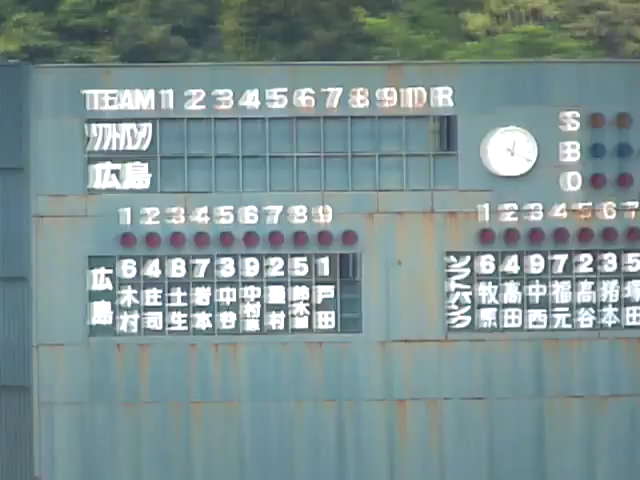 TEAM 1 2 3 4 5 6 7 8 9 10 R
ソフトバンク
広島
S
B
O
1 2 3 4 5 6 7 8 9
広島 6 4 8 7 3 9 2 5 1
木村 庄司 土生 岩本 中谷 中村 村 鈴木 戸田
1 2 3 4 5 6 7
ソフトバンク 6 4 9 7 2 3 5
牧原 高田 中西 福元 高谷 猪本 塚田